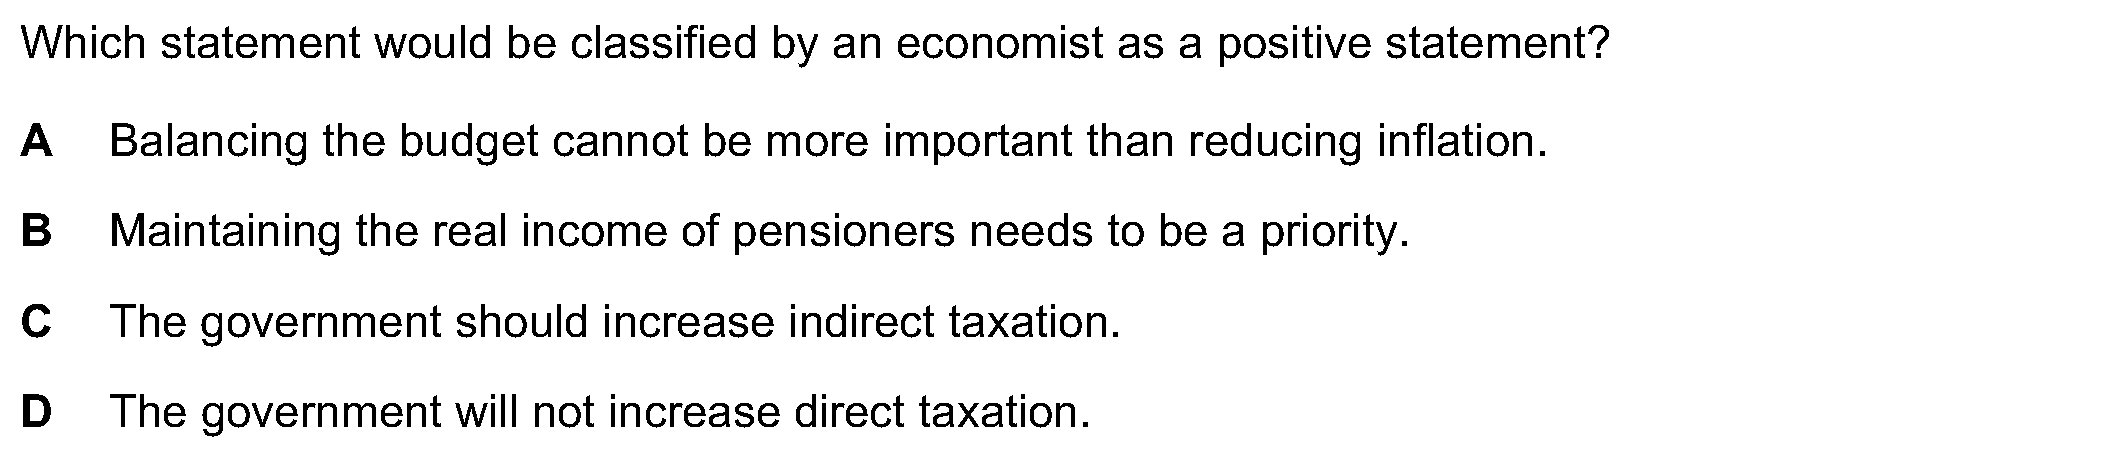 Which statement would be classified by an economist as a positive statement?
A Balancing the budget cannot be more important than reducing inflation.
B Maintaining the real income of pensioners needs to be a priority.
C The government should increase indirect taxation.
D The government will not increase direct taxation.